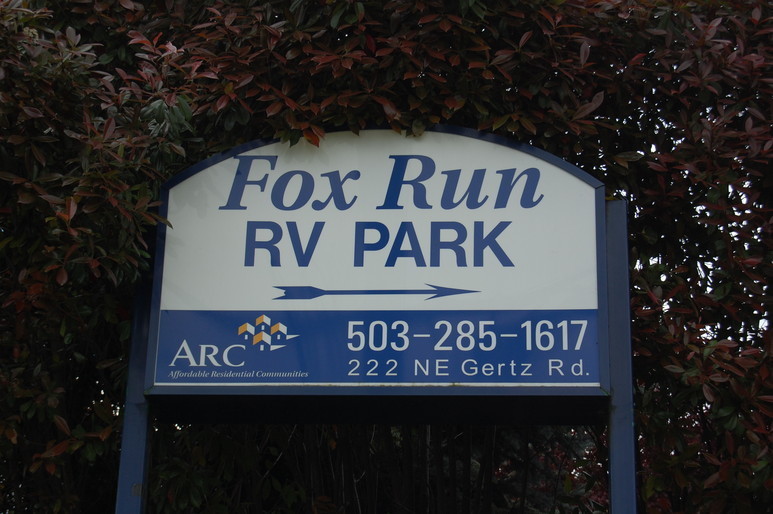 Fox Run
RV PARK
ARC
Affordable Residential Communities
503-285-1617
222 NE Gertz Rd.